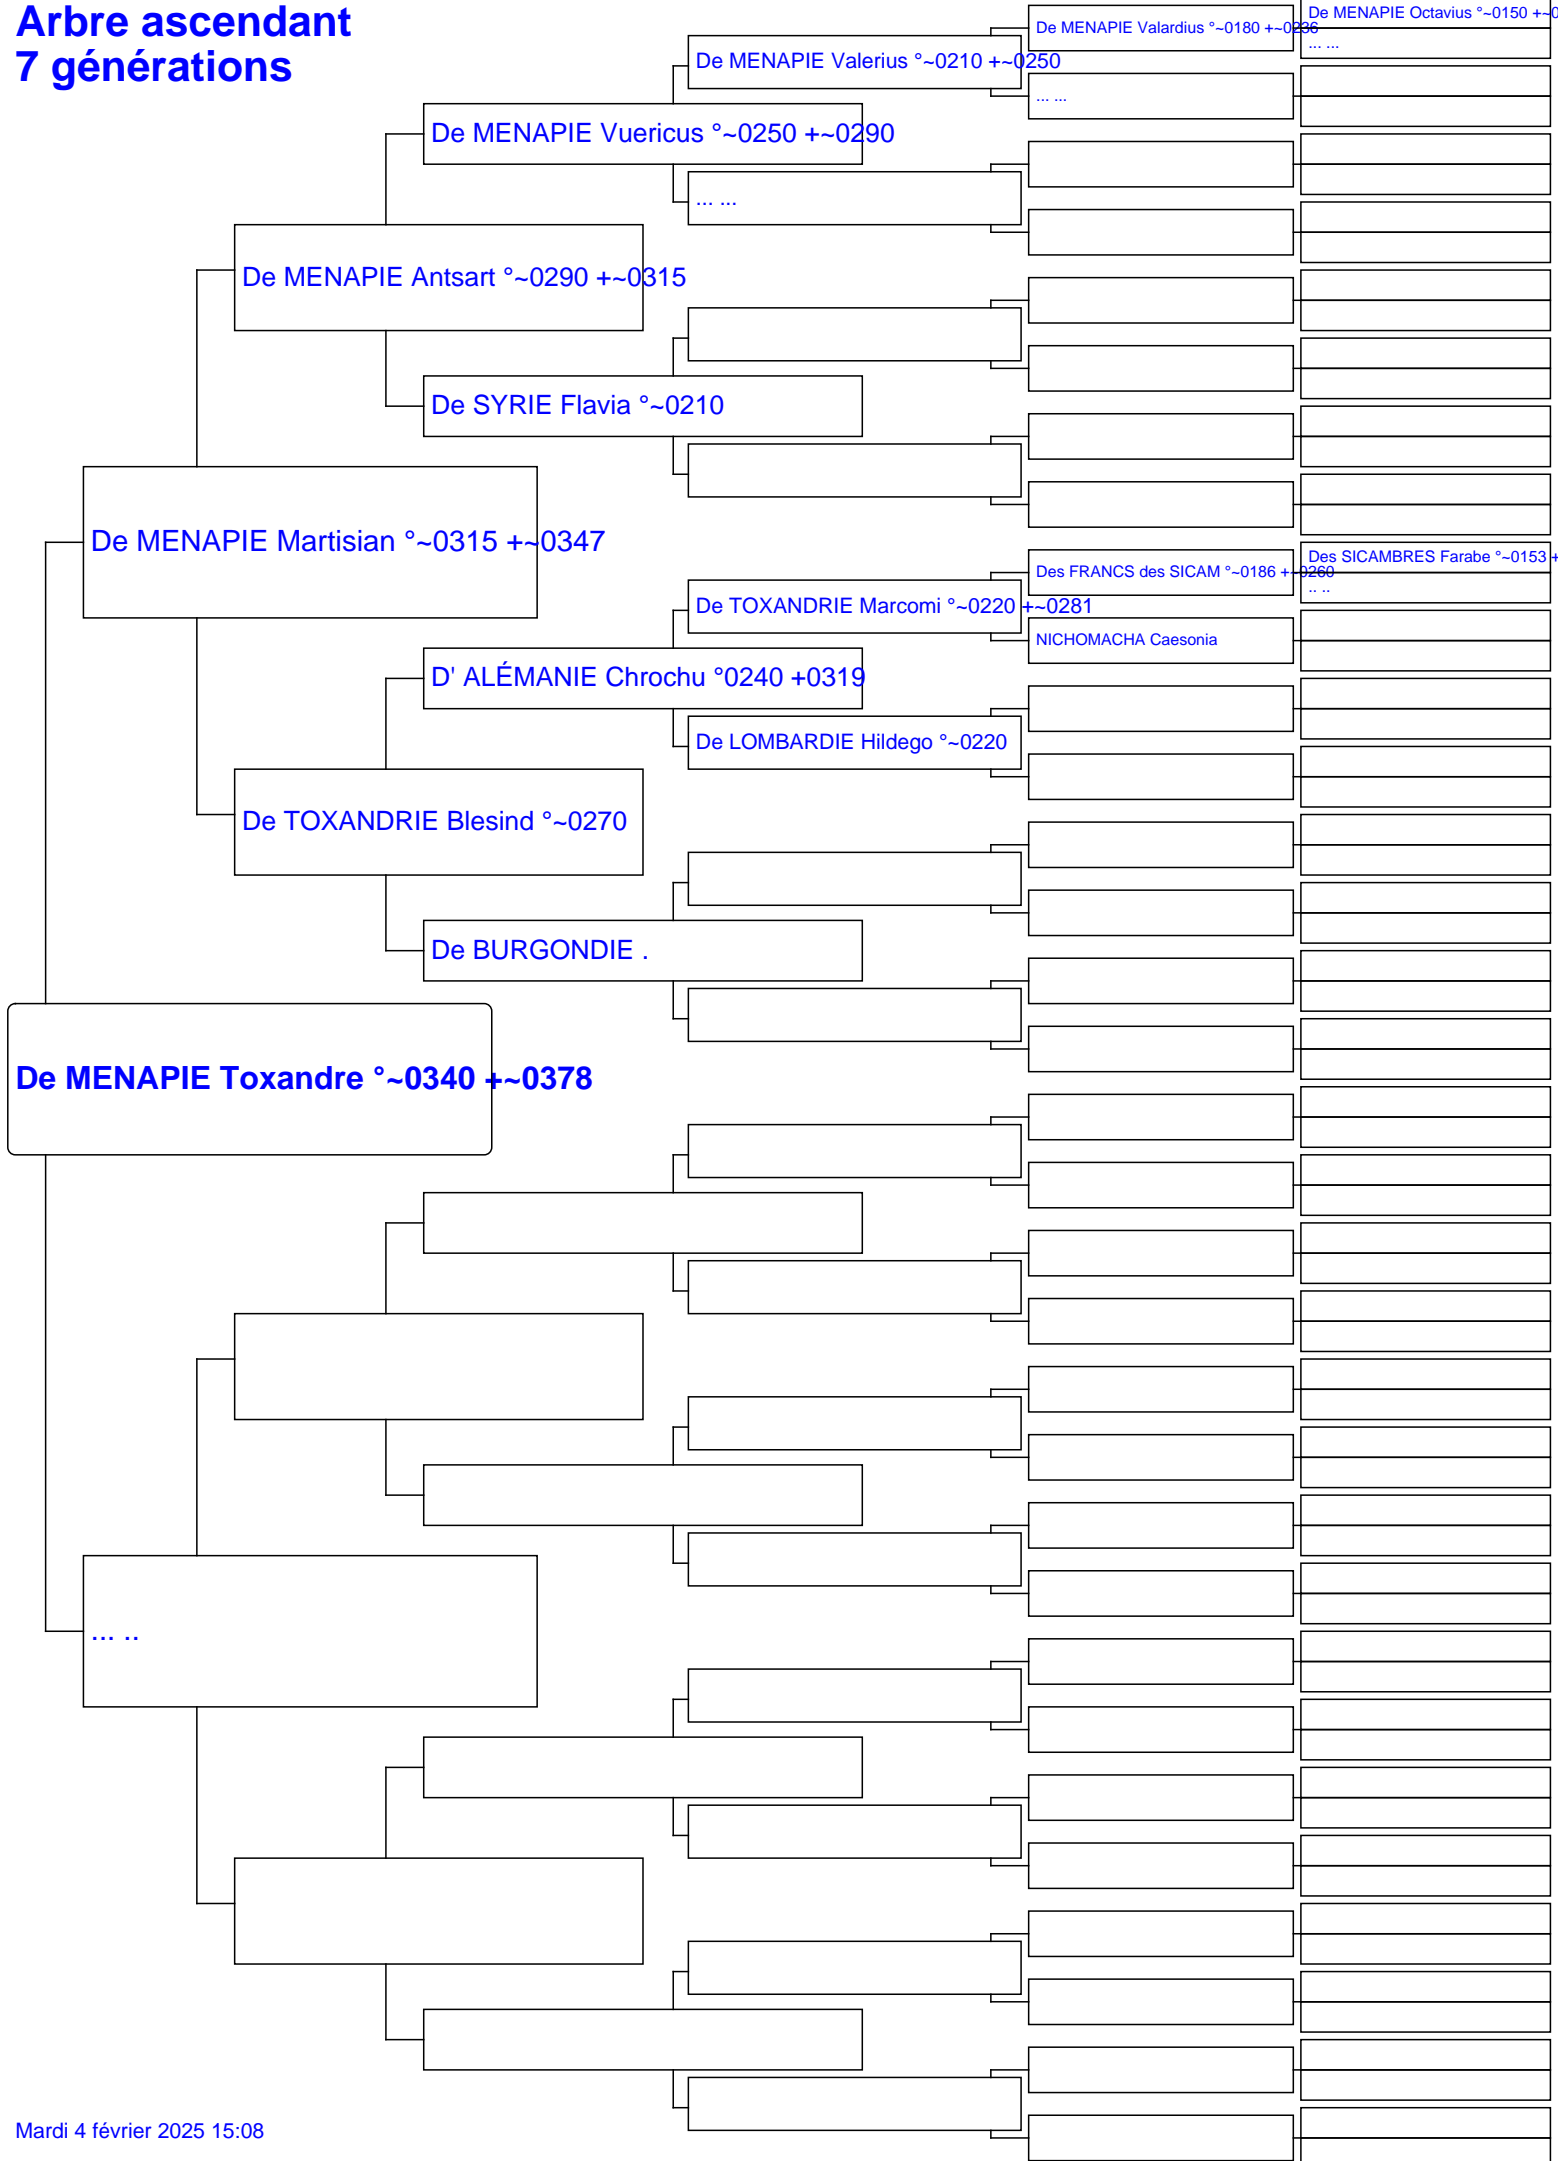 Arbre ascendant
7 générations
De MENAPIE Octavius °~0150 +~0
De MENAPIE Valardius °~0180 +~0236
... ...
De MENAPIE Valerius °~0210 +~0250
... ...
De MENAPIE Vuericus °~0250 +~0290
... ...
De MENAPIE Antsart °~0290 +~0315
De SYRIE Flavia °~0210
De MENAPIE Martisian °~0315 +~0347
Des SICAMBRES Farabe °~0153 +
Des FRANCS des SICAM °~0186 +~0260
.. ..
De TOXANDRIE Marcomi °~0220 +~0281
NICHOMACHA Caesonia
D' ALÉMANIE Chrochu °0240 +0319
De LOMBARDIE Hildego °~0220
De TOXANDRIE Blesind °~0270
De BURGONDIE .
De MENAPIE Toxandre °~0340 +~0378
... ..
Mardi 4 février 2025 15:08